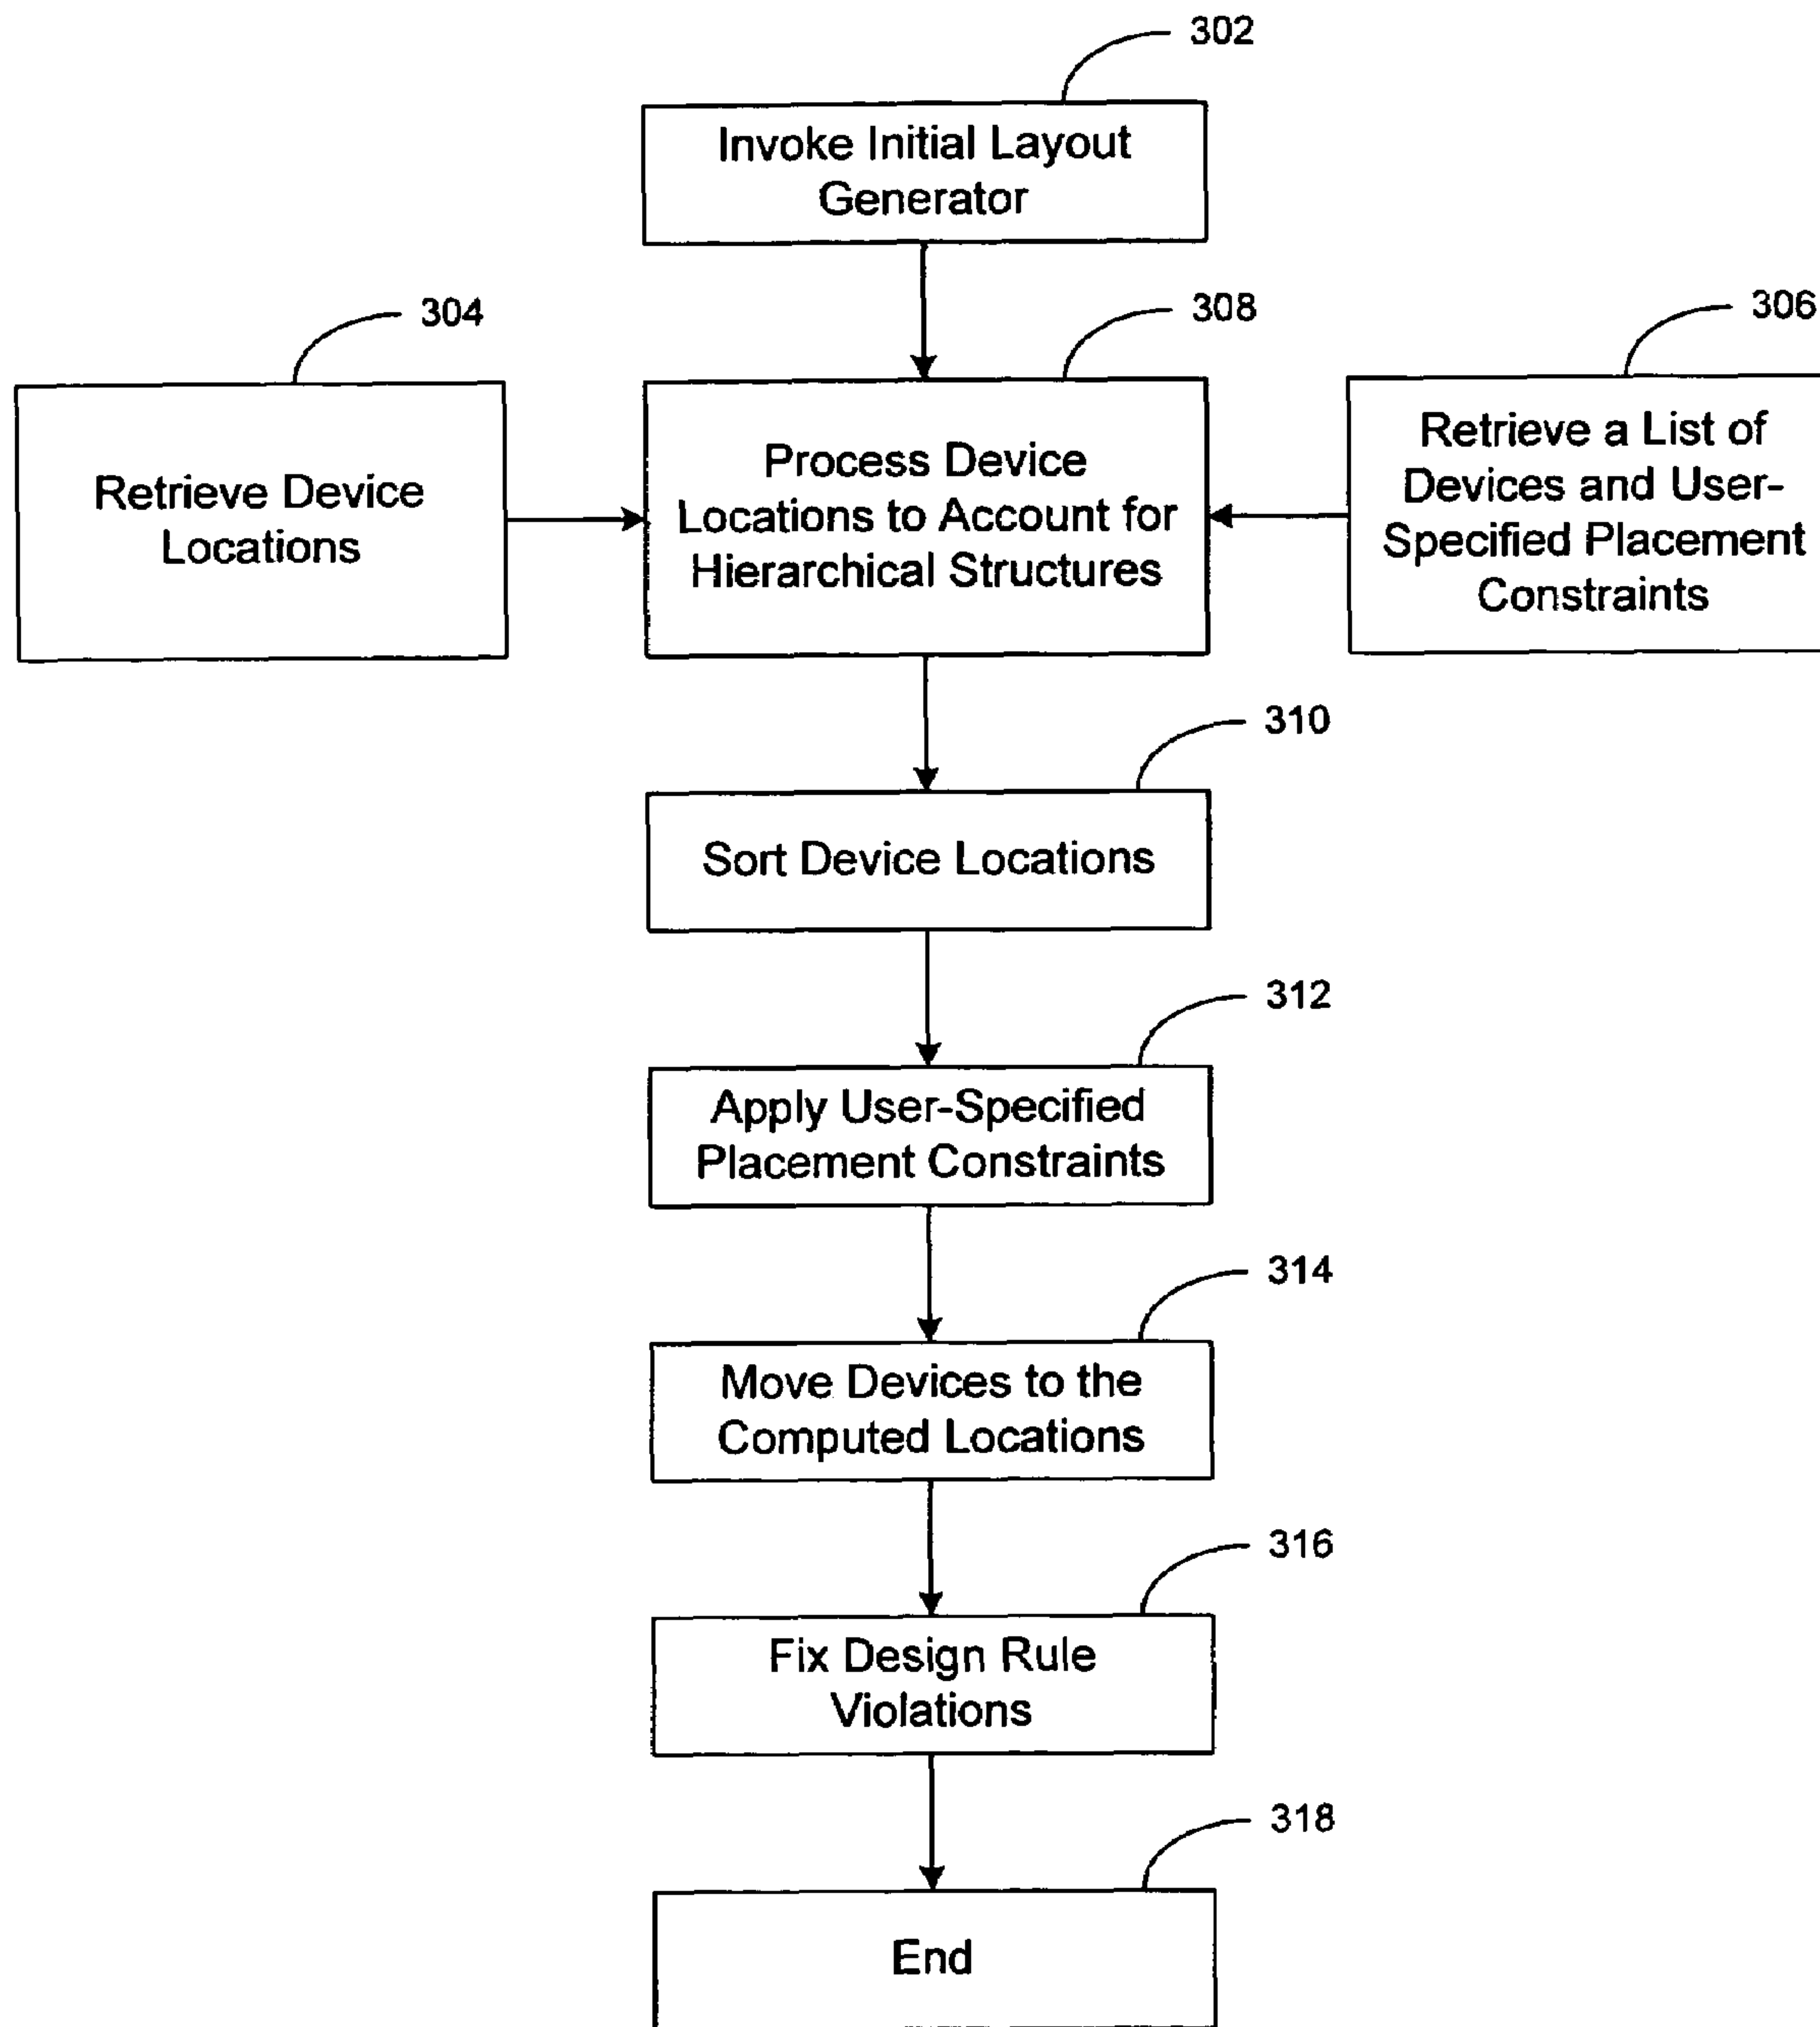 302
Invoke Initial Layout
Generator
304
308
306
Retrieve Device
Locations
Process Device
Locations to Account for
Hierarchical Structures
Retrieve a List of
Devices and User-
Specified Placement
Constraints
310
Sort Device Locations
312
Apply User-Specified
Placement Constraints
314
Move Devices to the
Computed Locations
316
Fix Design Rule
Violations
318
End